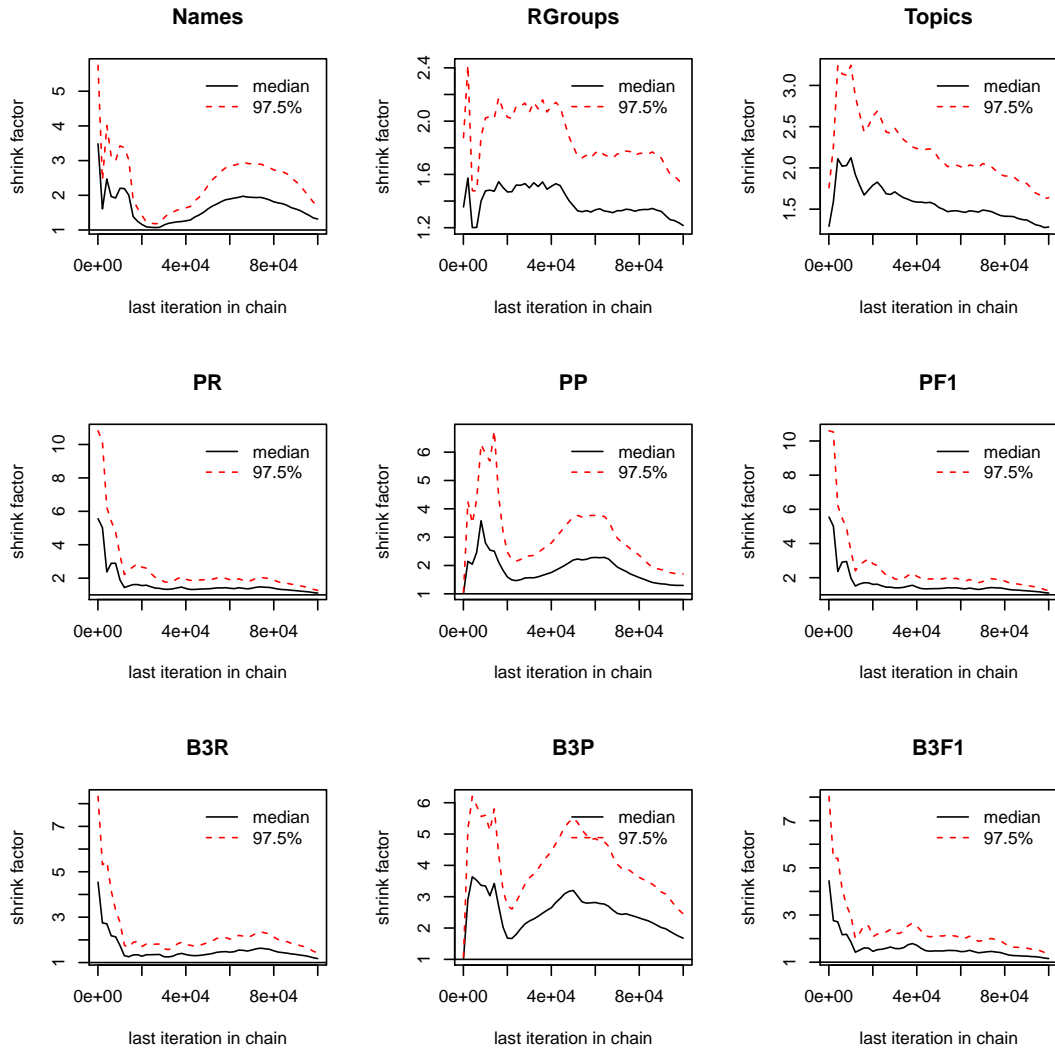 Names
shrink factor
1 2 3 4 5
median
97.5%
0e+00 4e+04 8e+04
last iteration in chain
RGroups
shrink factor
1.2 1.6 2.0 2.4
median
97.5%
0e+00 4e+04 8e+04
last iteration in chain
Topics
shrink factor
1.5 2.0 2.5 3.0
median
97.5%
0e+00 4e+04 8e+04
last iteration in chain
PR
shrink factor
2 4 6 8 10
median
97.5%
0e+00 4e+04 8e+04
last iteration in chain
PP
shrink factor
1 2 3 4 5 6
median
97.5%
0e+00 4e+04 8e+04
last iteration in chain
PF1
shrink factor
2 4 6 8 10
median
97.5%
0e+00 4e+04 8e+04
last iteration in chain
B3R
shrink factor
1 3 5 7
median
97.5%
0e+00 4e+04 8e+04
last iteration in chain
B3P
shrink factor
1 2 3 4 5 6
median
97.5%
0e+00 4e+04 8e+04
last iteration in chain
B3F1
shrink factor
1 3 5 7
median
97.5%
0e+00 4e+04 8e+04
last iteration in chain